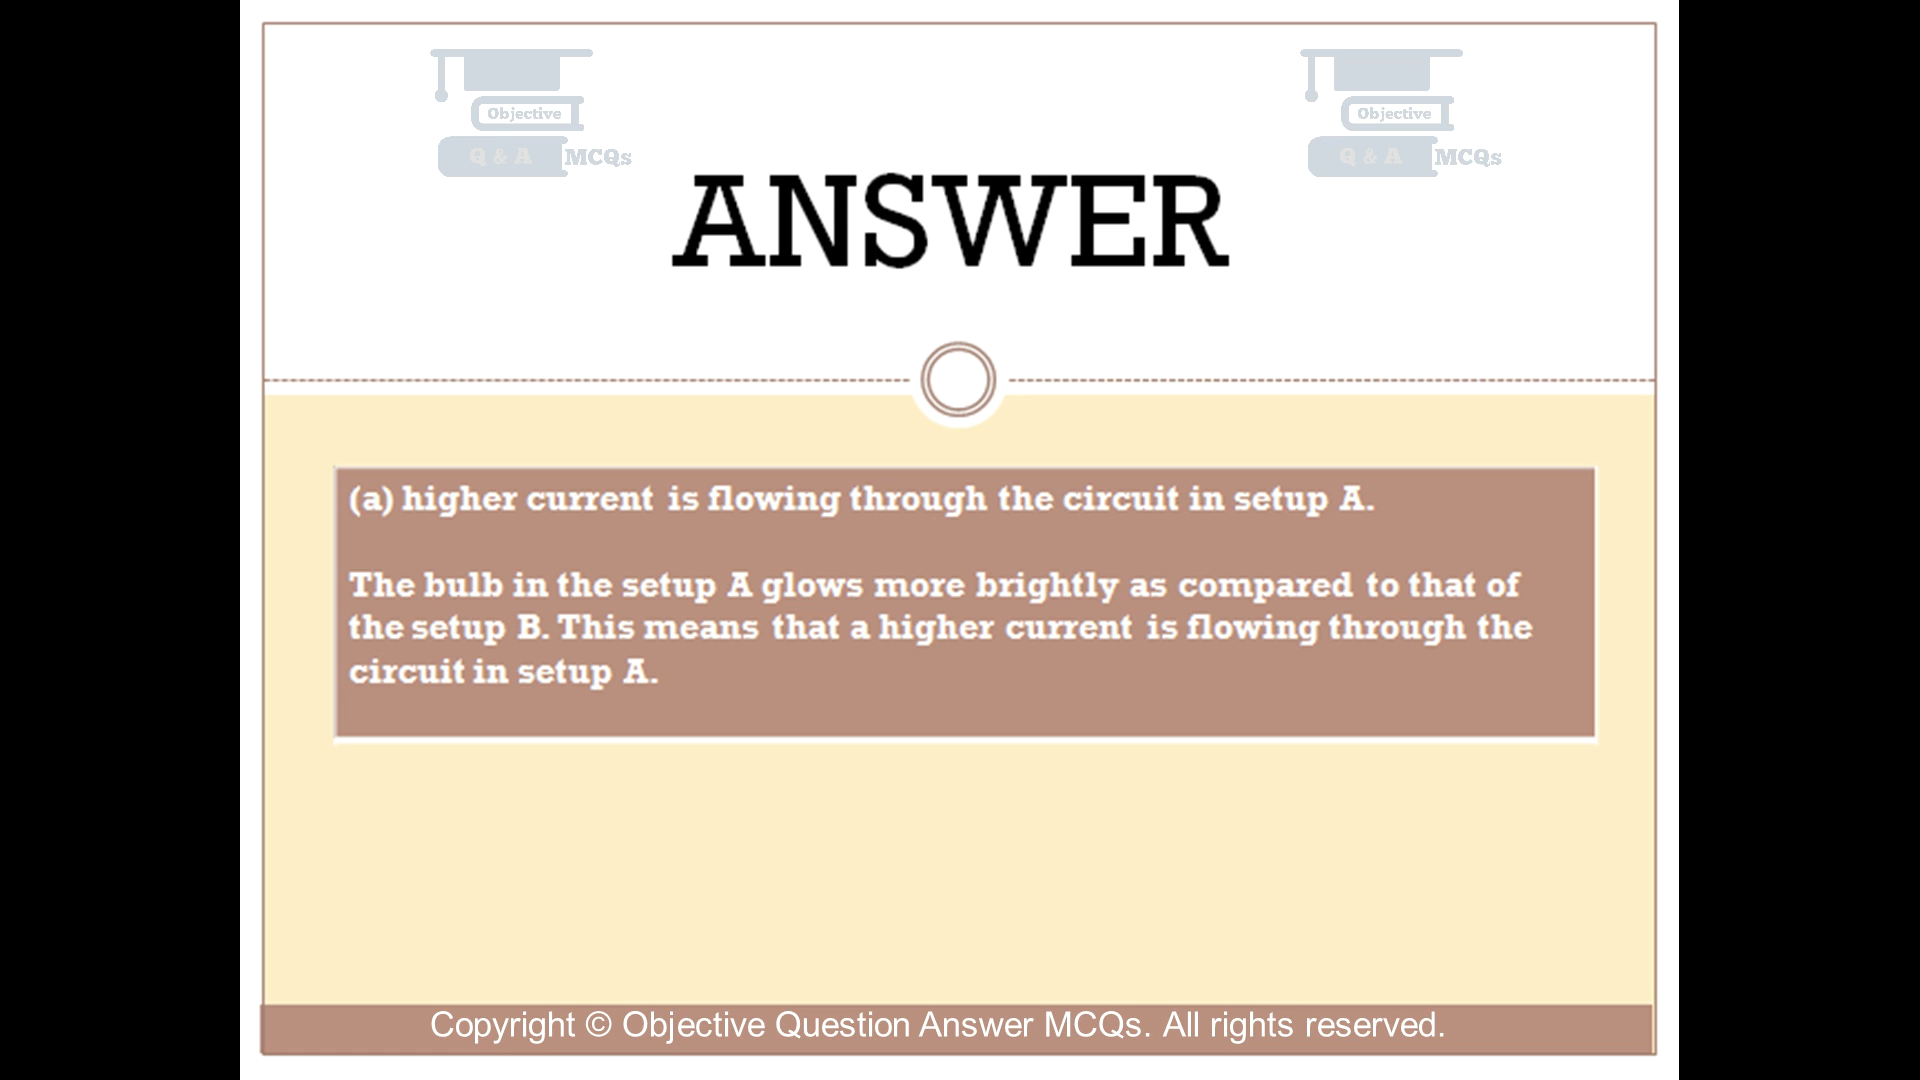 Objective
Q & A MCQs
Objective
Q & A MCQs
ANSWER
(a) higher current is flowing through the circuit in setup A.
The bulb in the setup A glows more brightly as compared to that of
the setup B. This means that a higher current is flowing through the
circuit in setup A.
Copyright © Objective Question Answer MCQs. All rights reserved.